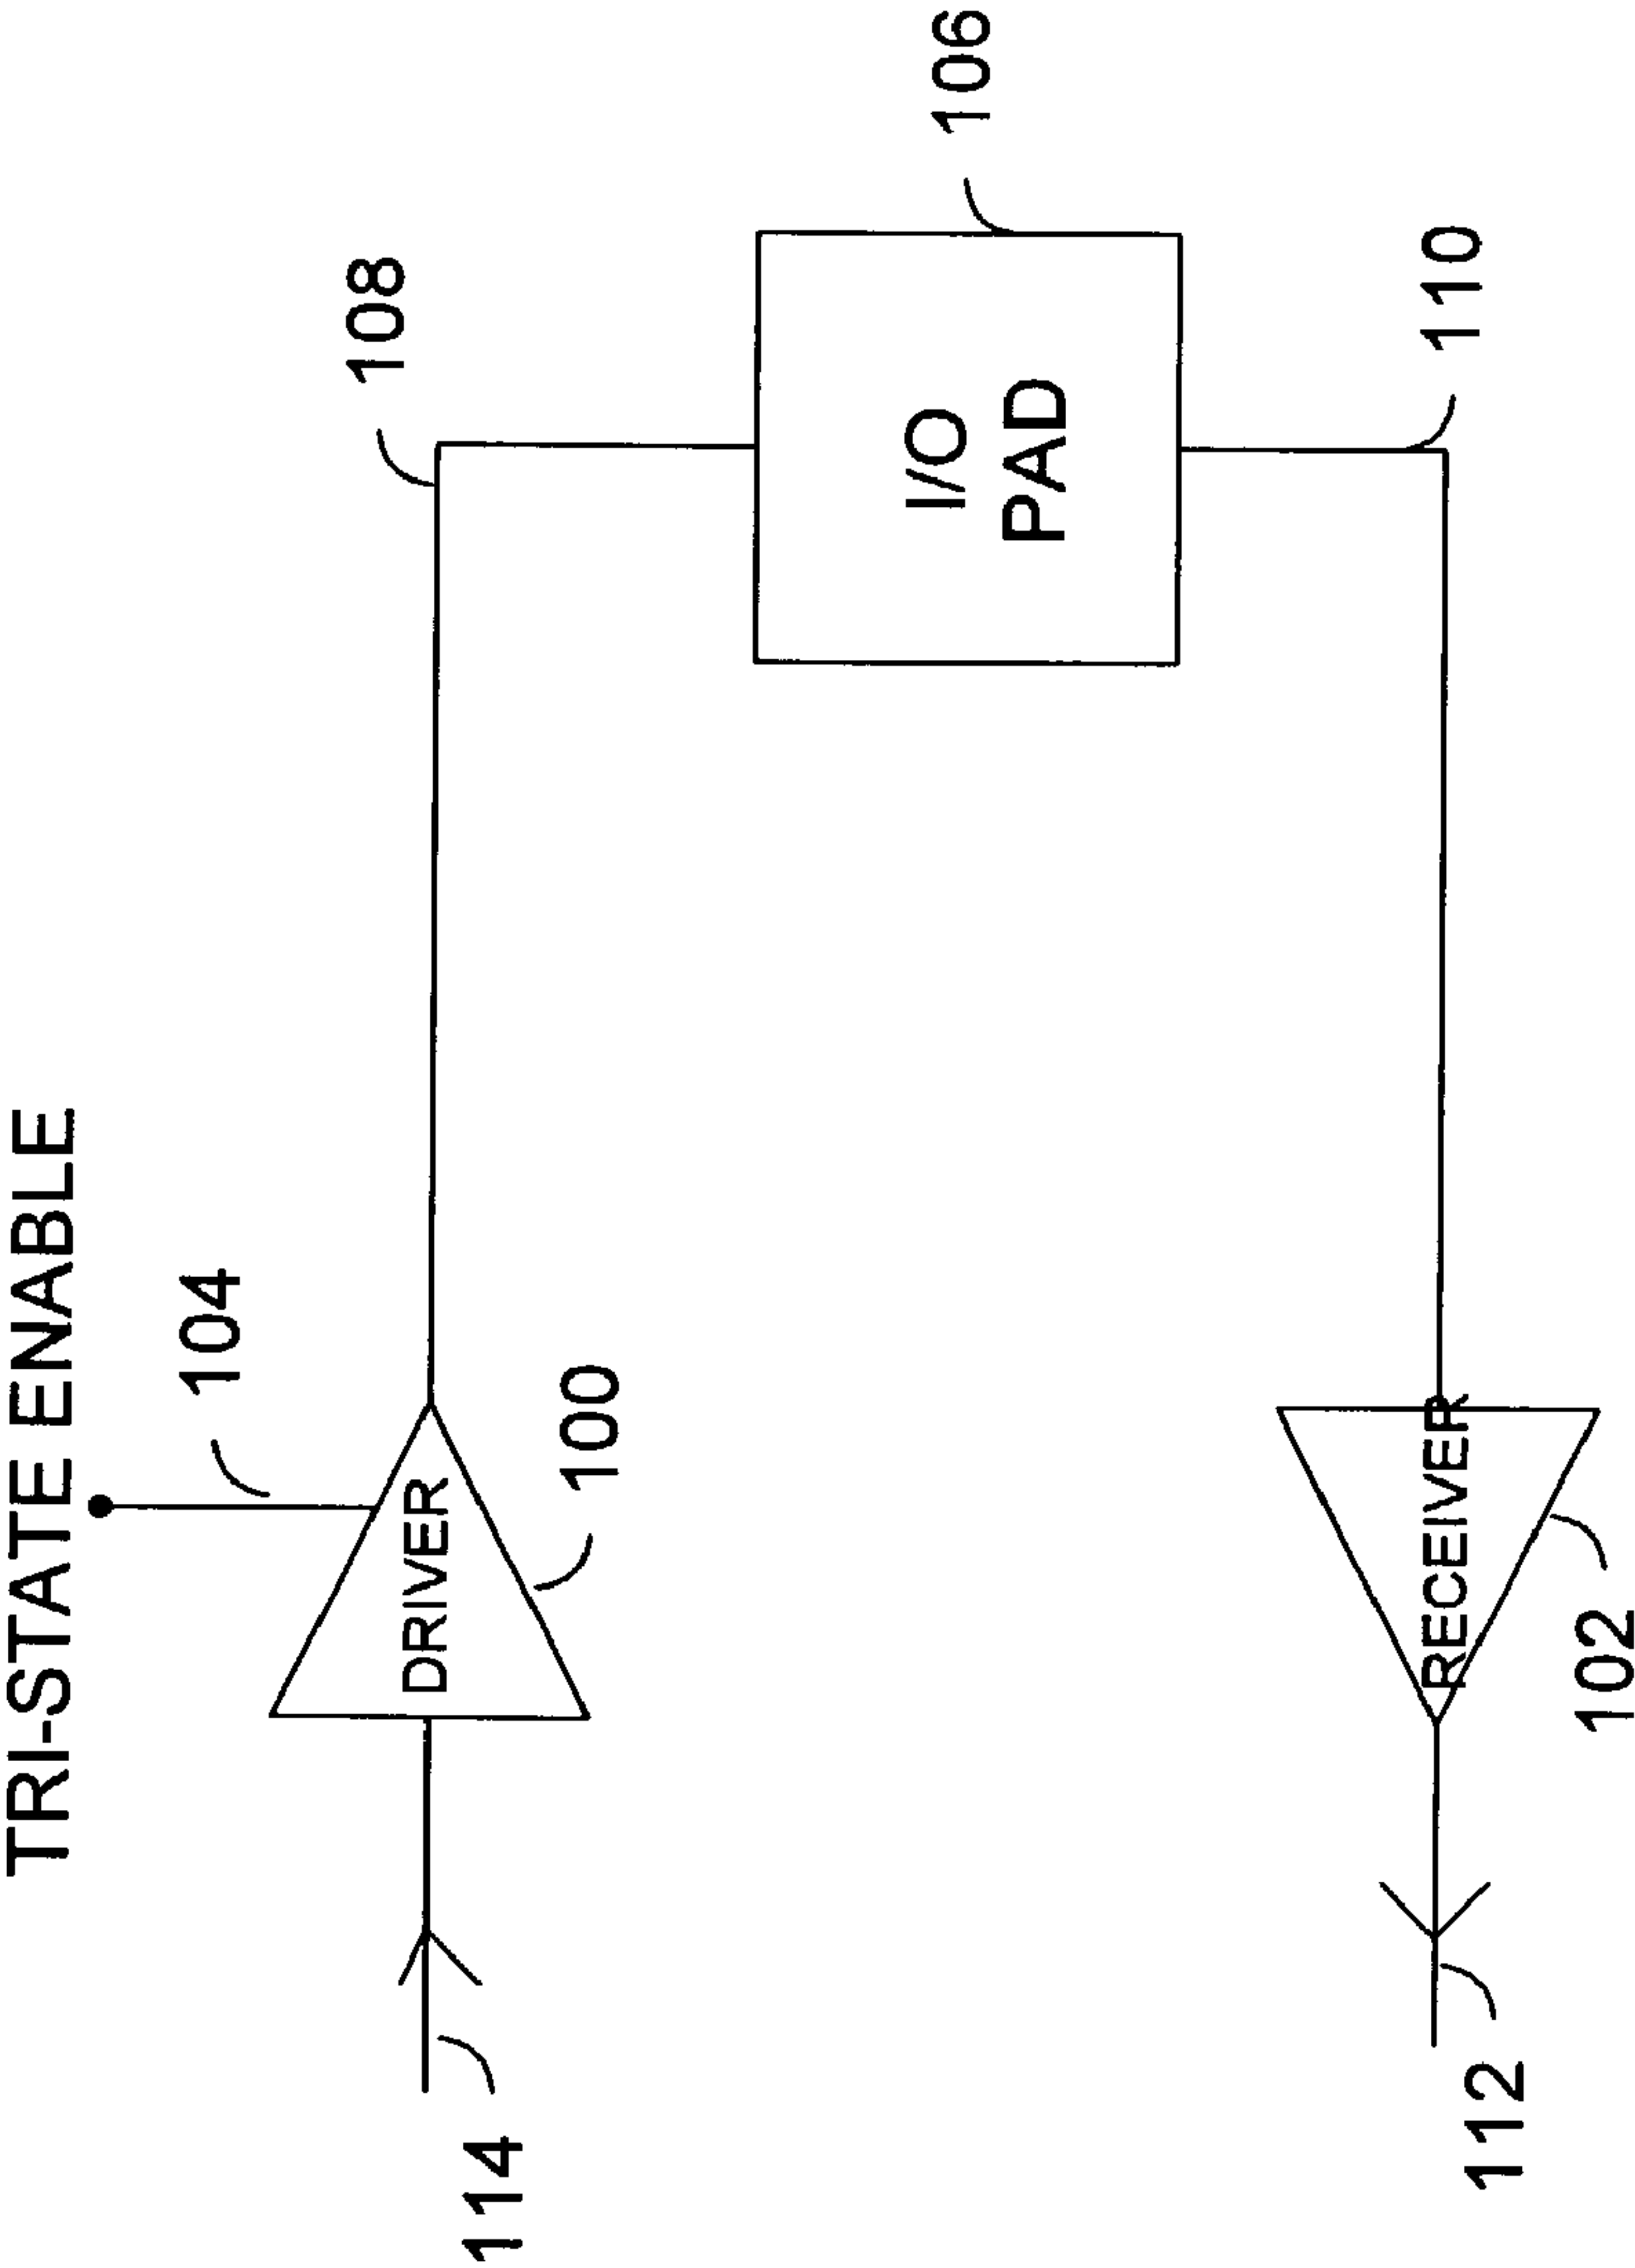 TRI-STATE ENABLE
104
108
114
DRIVER
100
106
I/O
PAD
110
112
RECEIVER
102